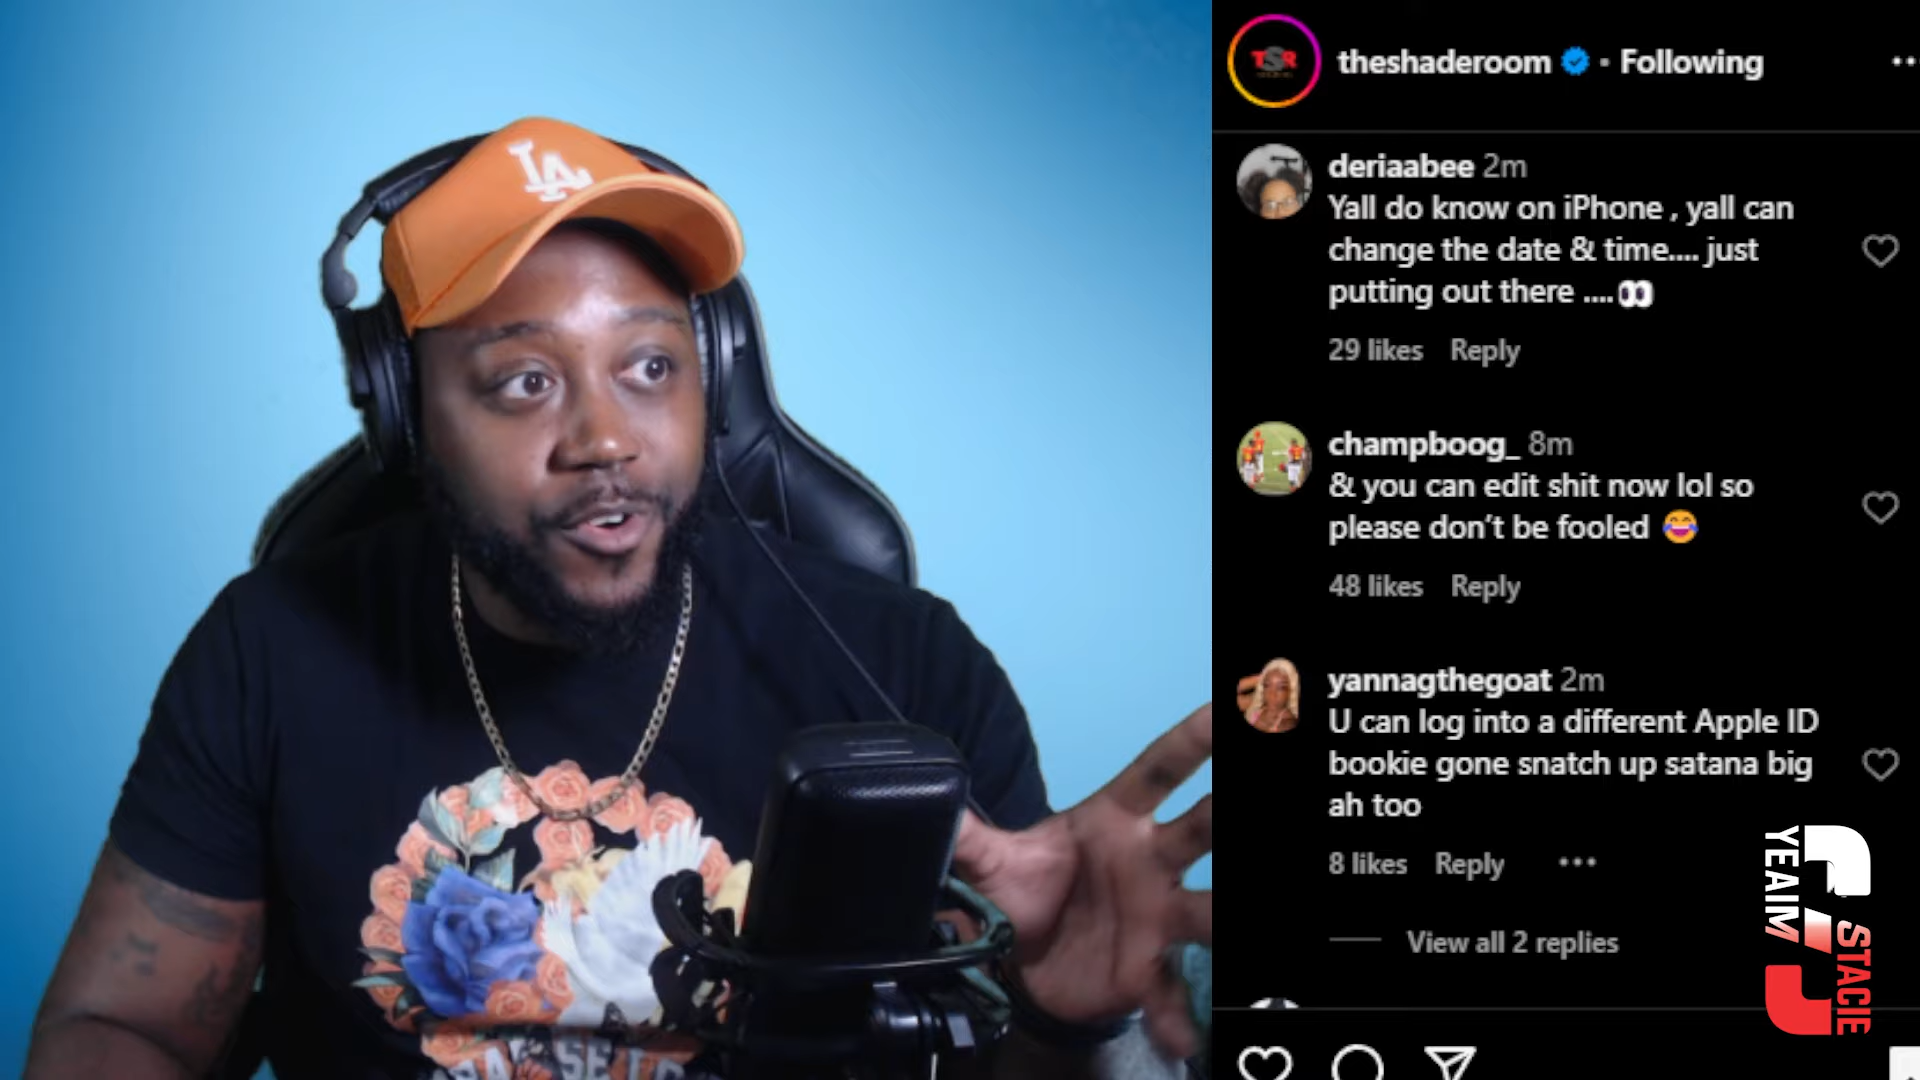 LA
TSR
theshaderoom • Following
deriaabee 2m
Yall do know on iPhone , yall can
change the date & time.... just
putting out there ....👀
29 likes Reply
champboog_ 8m
& you can edit shit now lol so
please don’t be fooled 😂
48 likes Reply
yannagthegoat 2m
U can log into a different Apple ID
bookie gone snatch up satana big
ah too
8 likes Reply •••
View all 2 replies
YEAIM
STACIE